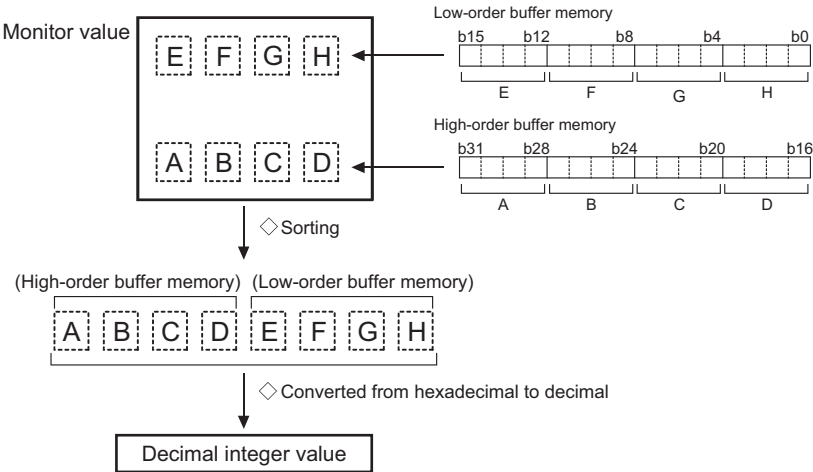 Monitor value
E F G H
A B C D
Low-order buffer memory
b15 b12 b8 b4 b0
E F G H
High-order buffer memory
b31 b28 b24 b20 b16
A B C D
◇ Sorting
(High-order buffer memory) (Low-order buffer memory)
A B C D E F G H
◇ Converted from hexadecimal to decimal
Decimal integer value